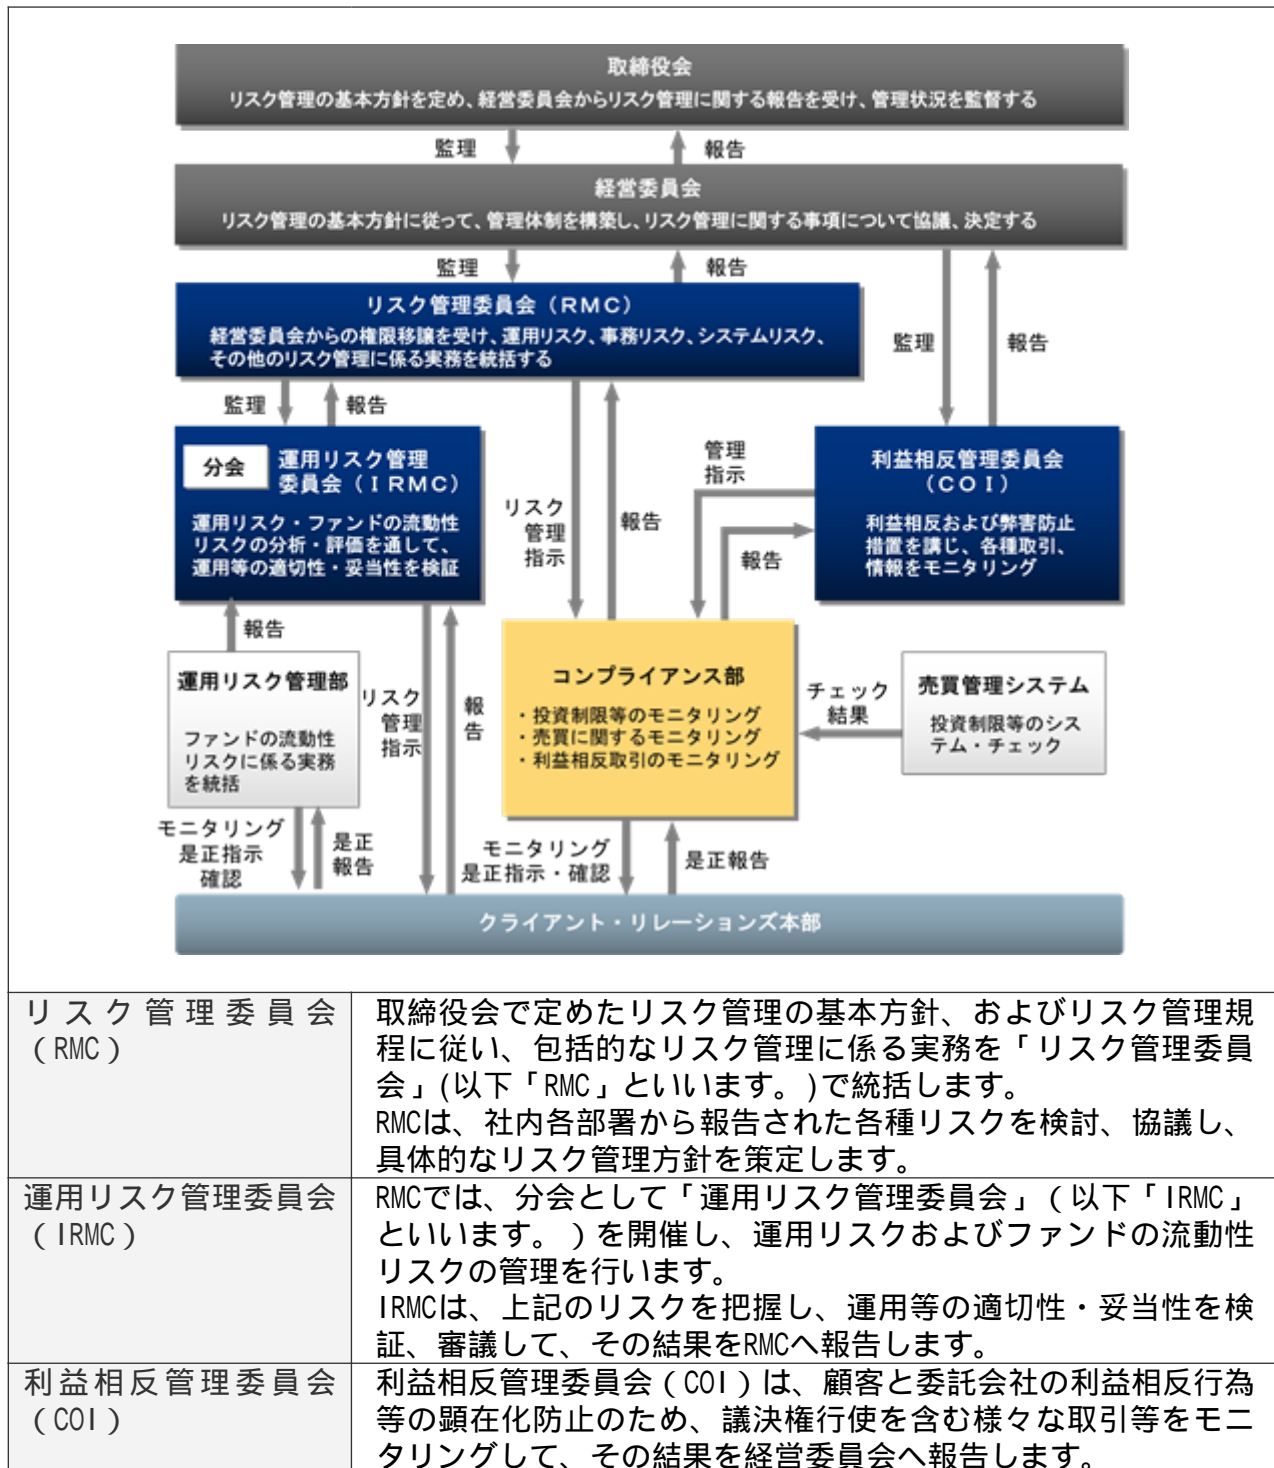 取締役会
リスク管理の基本方針を定め、経営委員会からリスク管理に関する報告を受け、管理状況を監督する
監理
報告
経営委員会
リスク管理の基本方針に従って、管理体制を構築し、リスク管理に関する事項について協議、決定する
監理
報告
リスク管理委員会（ＲＭＣ）
経営委員会からの権限移譲を受け、運用リスク、事務リスク、システムリスク、
その他のリスク管理に係る実務を統括する
監理
報告
監理
報告
分会
運用リスク管理
委員会（ＩＲＭＣ）
運用リスク・ファンドの流動性
リスクの分析・評価を通して、
運用等の適切性・妥当性を検証
リスク
管理
指示
報告
管理
指示
報告
利益相反管理委員会
（ＣＯＩ）
利益相反および弊害防止
措置を講じ、各種取引、
情報をモニタリング
報告
運用リスク管理部
ファンドの流動性
リスクに係る実務
を統括
リスク
管理
指示
報
告
コンプライアンス部
・投資制限等のモニタリング
・売買に関するモニタリング
・利益相反取引のモニタリング
チェック
結果
売買管理システム
投資制限等のシス
テム・チェック
モニタリング
是正指示
確認
是正
報告
モニタリング
是正指示・確認
是正報告
クライアント・リレーションズ本部
リスク管理委員会
（RMC）
取締役会で定めたリスク管理の基本方針、およびリスク管理規
程に従い、包括的なリスク管理に係る実務を「リスク管理委員
会」(以下「RMC」といいます。)で統括します。
RMCは、社内各部署から報告された各種リスクを検討、協議し、
具体的なリスク管理方針を策定します。
運用リスク管理委員会
（IRMC）
RMCでは、分会として「運用リスク管理委員会」（以下「IRMC」
といいます。）を開催し、運用リスクおよびファンドの流動性
リスクの管理を行います。
IRMCは、上記のリスクを把握し、運用等の適切性・妥当性を検
証、審議して、その結果をRMCへ報告します。
利益相反管理委員会
（COI）
利益相反管理委員会（COI）は、顧客と委託会社の利益相反行為
等の顕在化防止のため、議決権行使を含む様々な取引等をモニ
タリングして、その結果を経営委員会へ報告します。